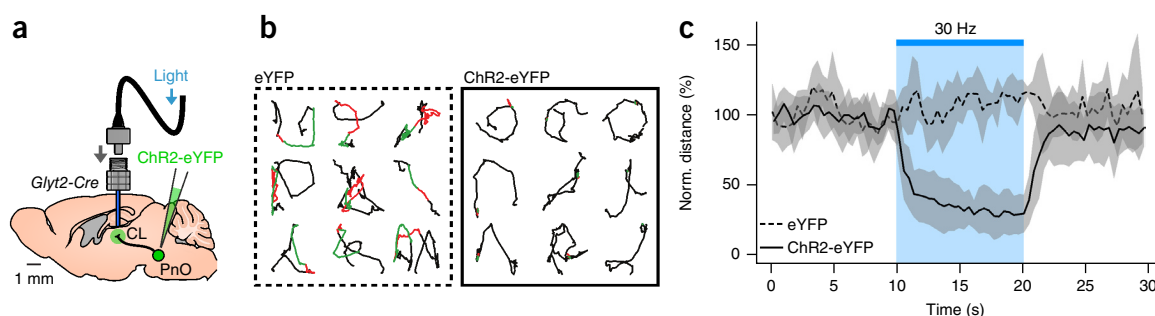 a
Light
ChR2-eYFP
Glyt2-Cre
CL
PnO
1 mm
b
eYFP
ChR2-eYFP
c
30 Hz
Norm. distance (%)
150
100
50
0
eYFP
ChR2-eYFP
0 5 10 15 20 25 30
Time (s)